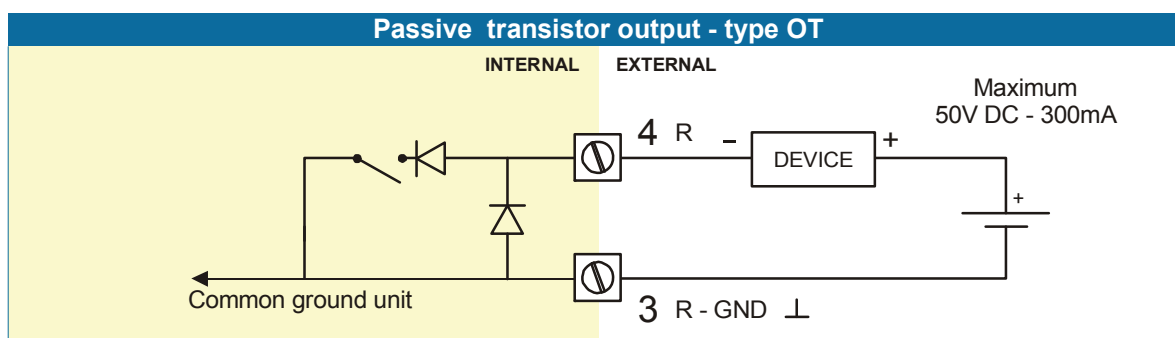 Passive transistor output - type OT
INTERNAL EXTERNAL
Maximum
50V DC - 300mA
4 R - DEVICE +
+
Common ground unit
3 R - GND ⊥